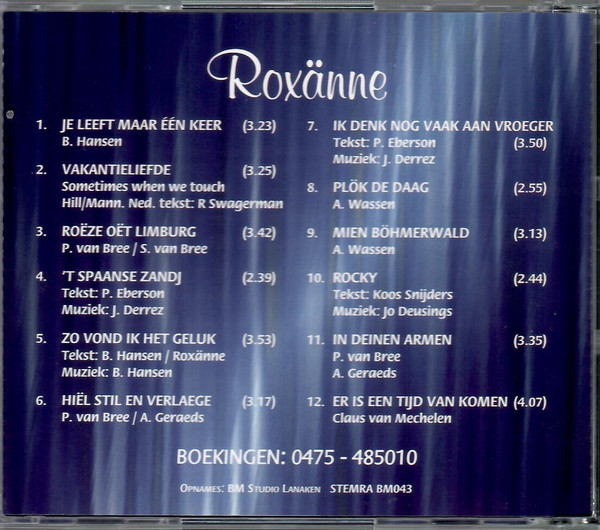 Roxänne
1. JE LEEFT MAAR ÉÉN KEER (3.23)
B. Hansen
2. VAKANTIELIEFDE (3.25)
Sometimes when we touch
Hill/Mann. Ned. tekst: R Swagerman
3. ROËZE OËT LIMBURG (3.42)
P. van Bree / S. van Bree
4. 'T SPAANSE ZANDJ (2.39)
Tekst: P. Eberson
Muziek: J. Derrez
5. ZO VOND IK HET GELUK (3.53)
Tekst: B. Hansen / Roxänne
Muziek: B. Hansen
6. HIËL STIL EN VERLAEGE (3.17)
P. van Bree / A. Geraeds
7. IK DENK NOG VAAK AAN VROEGER
Tekst: P. Eberson (3.50)
Muziek: J. Derrez
8. PLÖK DE DAAG (2.55)
A. Wassen
9. MIEN BÖHMERWALD (3.13)
A. Wassen
10. ROCKY (2.44)
Tekst: Koos Snijders
Muziek: Jo Deusings
11. IN DEINEN ARMEN (3.35)
P. van Bree
A. Geraeds
12. ER IS EEN TIJD VAN KOMEN (4.07)
Claus van Mechelen
BOEKINGEN: 0475 - 485010
OPNAMES: BM STUDIO LANAKEN STEMRA BM043